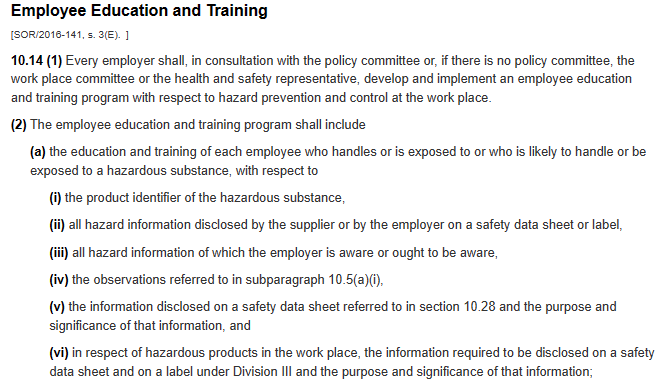 Employee Education and Training
[SOR/2016-141, s. 3(E). ]
10.14 (1) Every employer shall, in consultation with the policy committee or, if there is no policy committee, the
work place committee or the health and safety representative, develop and implement an employee education
and training program with respect to hazard prevention and control at the work place.
(2) The employee education and training program shall include
(a) the education and training of each employee who handles or is exposed to or who is likely to handle or be
exposed to a hazardous substance, with respect to
(i) the product identifier of the hazardous substance,
(ii) all hazard information disclosed by the supplier or by the employer on a safety data sheet or label,
(iii) all hazard information of which the employer is aware or ought to be aware,
(iv) the observations referred to in subparagraph 10.5(a)(i),
(v) the information disclosed on a safety data sheet referred to in section 10.28 and the purpose and
significance of that information, and
(vi) in respect of hazardous products in the work place, the information required to be disclosed on a safety
data sheet and on a label under Division III and the purpose and significance of that information;